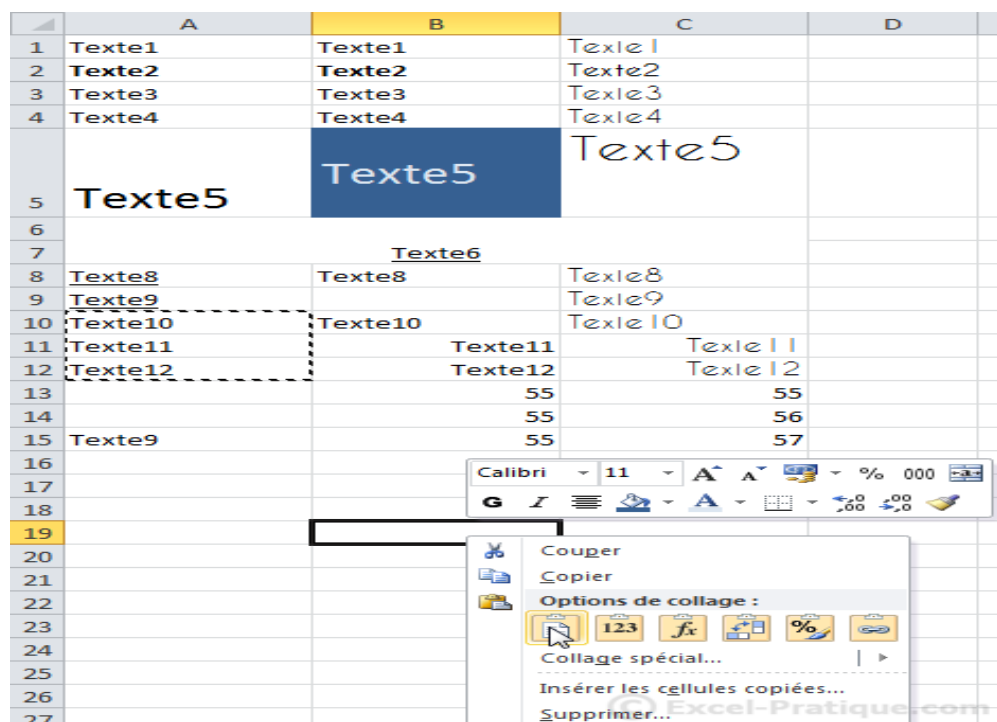 A B C D
1 Texte1 Texte1 Texte1
2 Texte2 Texte2 Texte2
3 Texte3 Texte3 Texte3
4 Texte4 Texte4 Texte4
5 Texte5 Texte5 Texte5
6
7 Texte6
8 Texte8 Texte8 Texte8
9 Texte9 Texte9
10 Texte10 Texte10 Texte10
11 Texte11 Texte11 Texte11
12 Texte12 Texte12 Texte12
13 55 55
14 55 56
15 Texte9 55 57
16
Calibri 11 A A % 000 a
17
18
G I A ,00 ,00
19
20 Couper
21 Copier
22 Options de collage :
23 123 fx %
24 Collage spécial...
25
26 Insérer les cellules copiées...
27 Supprimer...
© Excel-Pratique.com